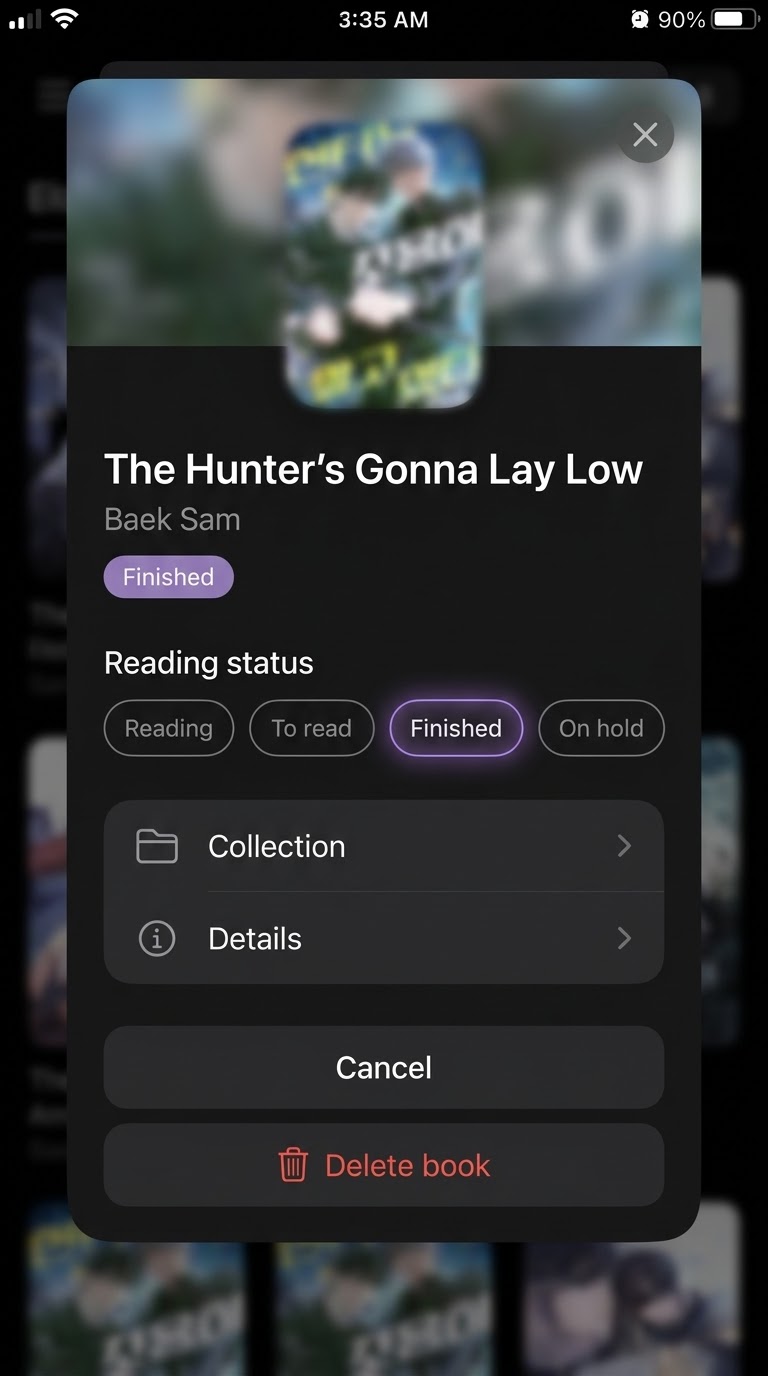 3:35 AM
90%
The Hunter’s Gonna Lay Low
Baek Sam
Finished
Reading status
Reading
To read
Finished
On hold
Collection
Details
Cancel
Delete book